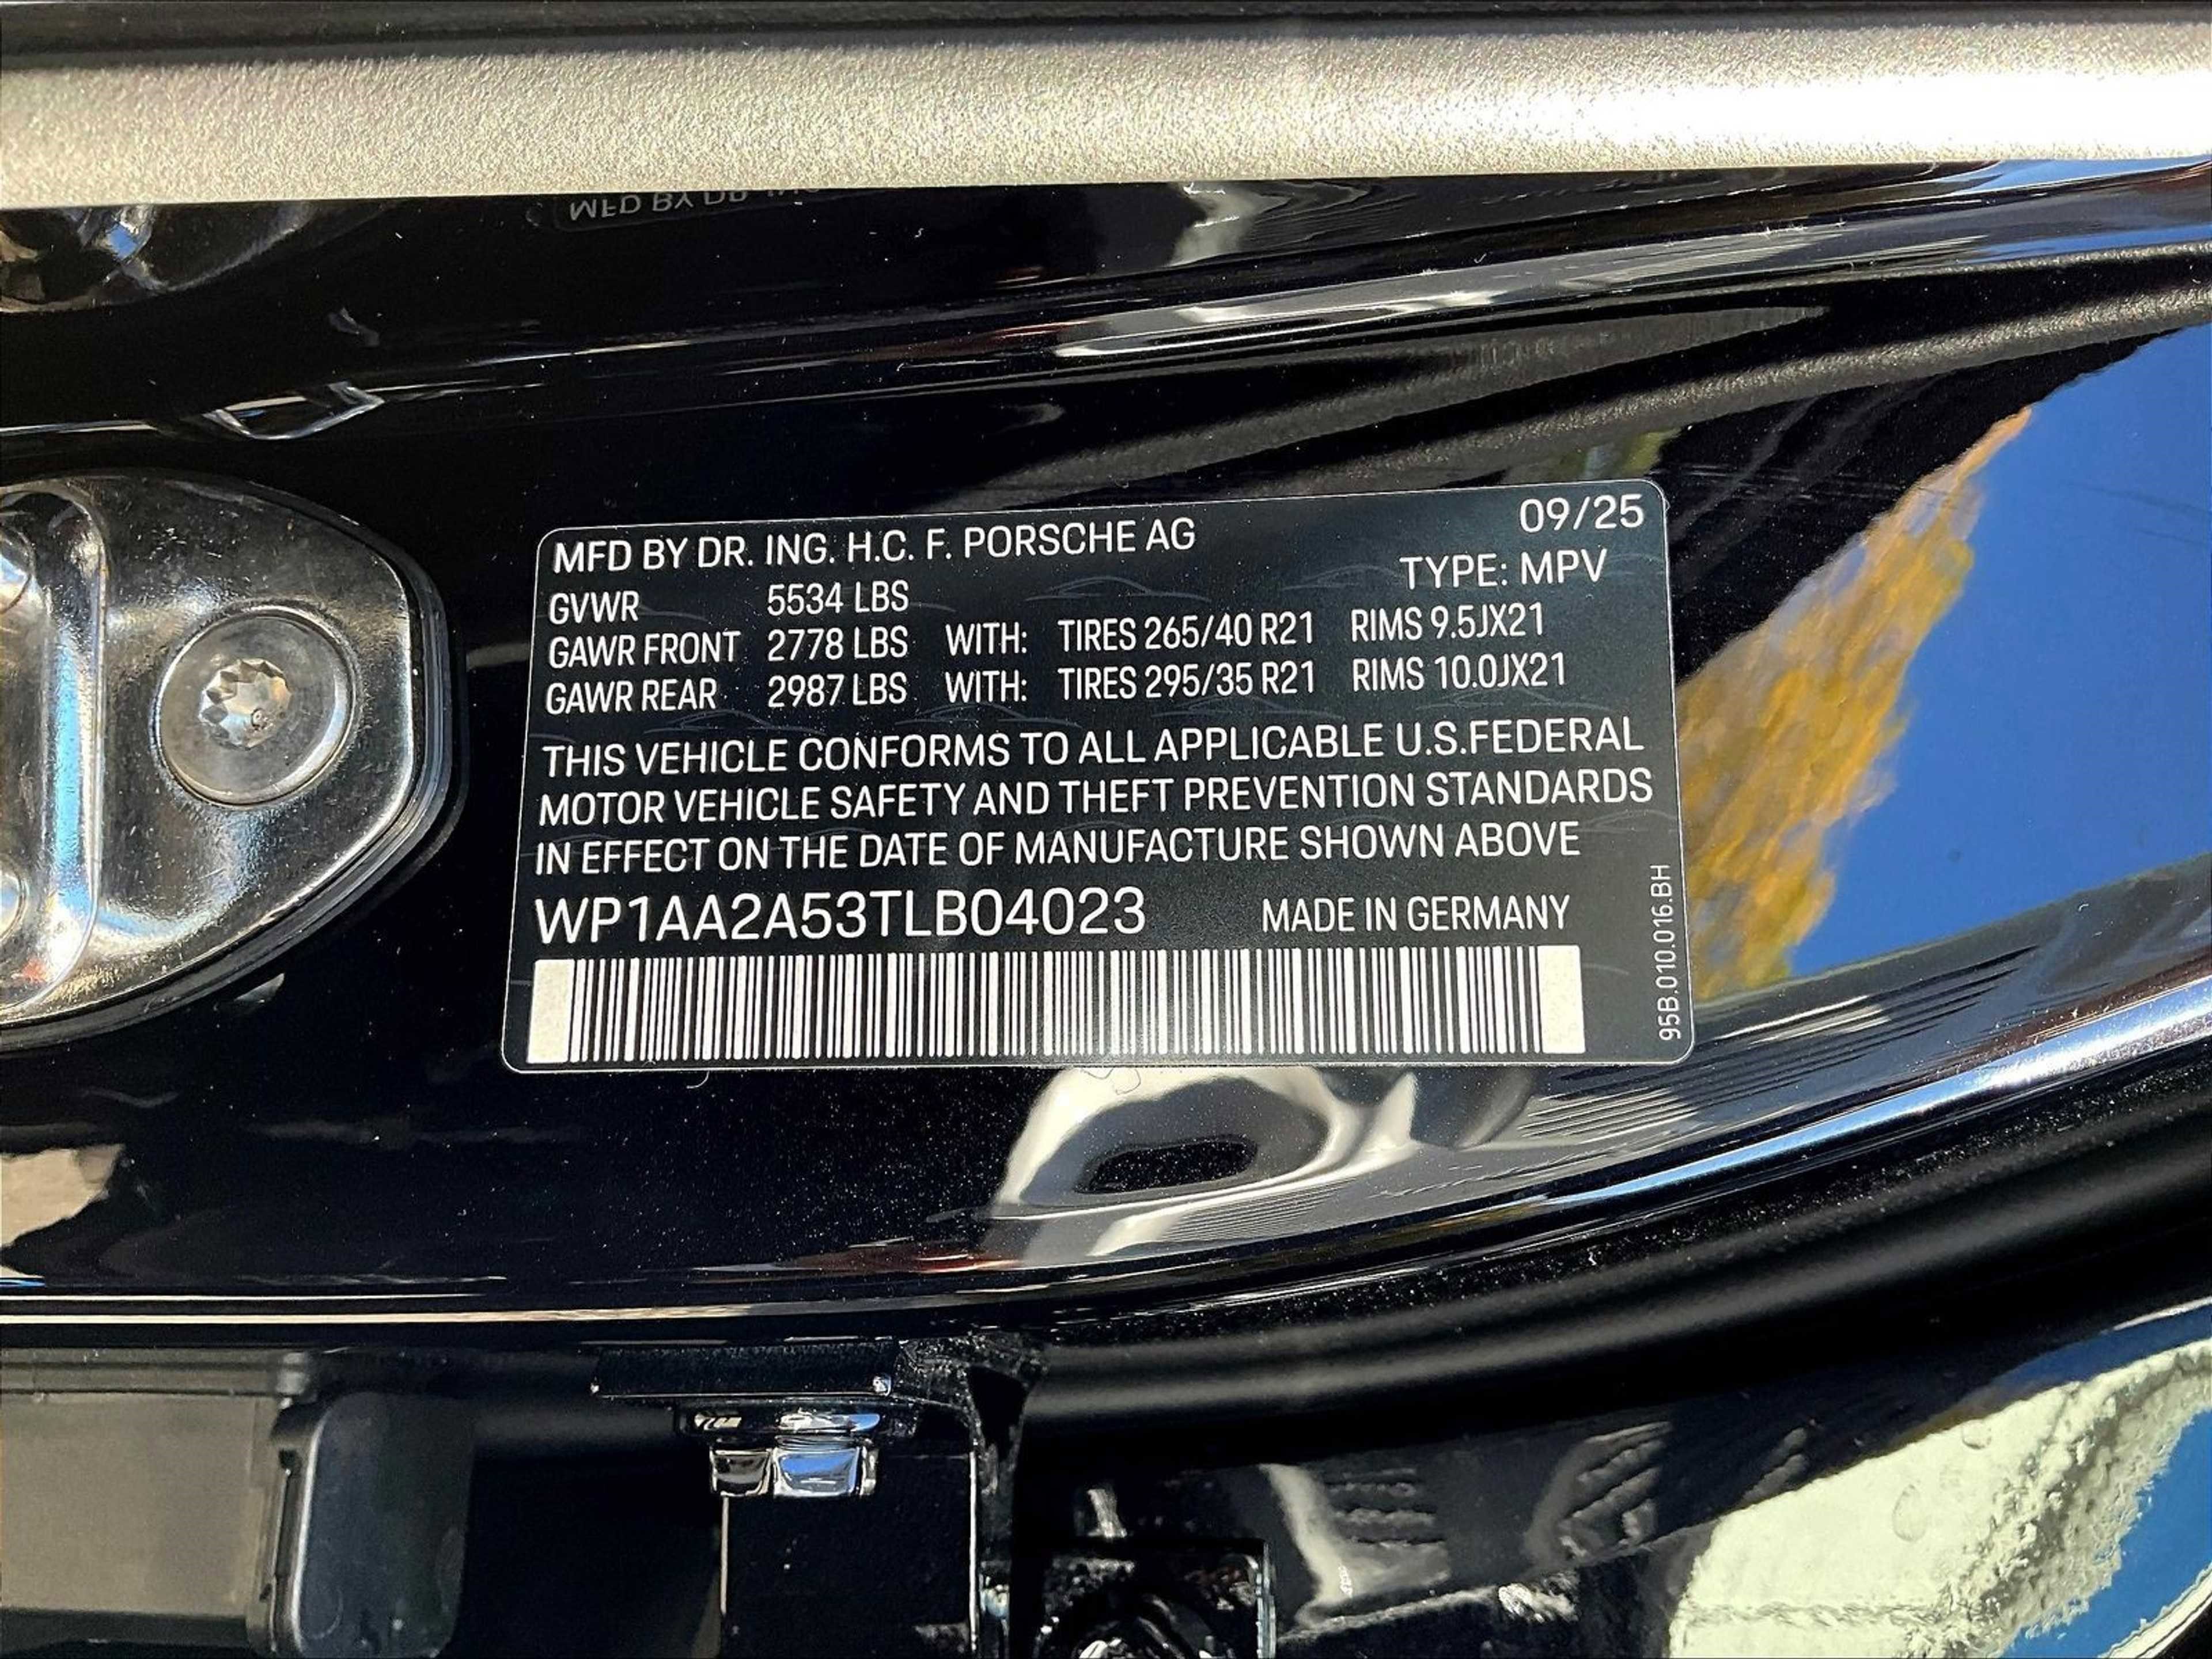 MFD BY DR. ING. H.C. F. PORSCHE AG 09/25
TYPE: MPV
GVWR 5534 LBS
GAWR FRONT 2778 LBS WITH: TIRES 265/40 R21 RIMS 9.5JX21
GAWR REAR 2987 LBS WITH: TIRES 295/35 R21 RIMS 10.0JX21
THIS VEHICLE CONFORMS TO ALL APPLICABLE U.S.FEDERAL
MOTOR VEHICLE SAFETY AND THEFT PREVENTION STANDARDS
IN EFFECT ON THE DATE OF MANUFACTURE SHOWN ABOVE
WP1AA2A53TLB04023 MADE IN GERMANY
95B.010.016.BH